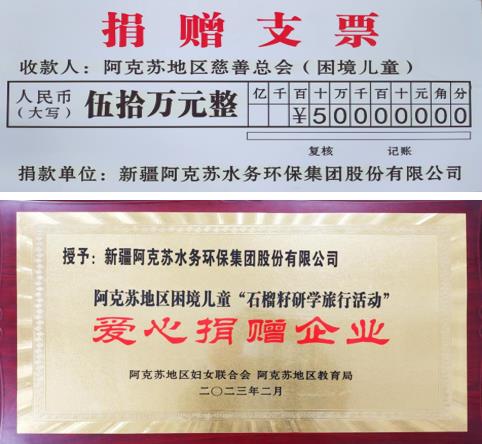 捐赠支票
收款人：阿克苏地区慈善总会（困境儿童）
人民币（大写）伍拾万元整
亿千百十万千百十元角分
¥50000000
复核 记账
捐款单位：新疆阿克苏水务环保集团股份有限公司
授予：新疆阿克苏水务环保集团股份有限公司
阿克苏地区困境儿童“石榴籽研学旅行活动”
爱心捐赠企业
阿克苏地区妇女联合会 阿克苏地区教育局
二〇二三年二月